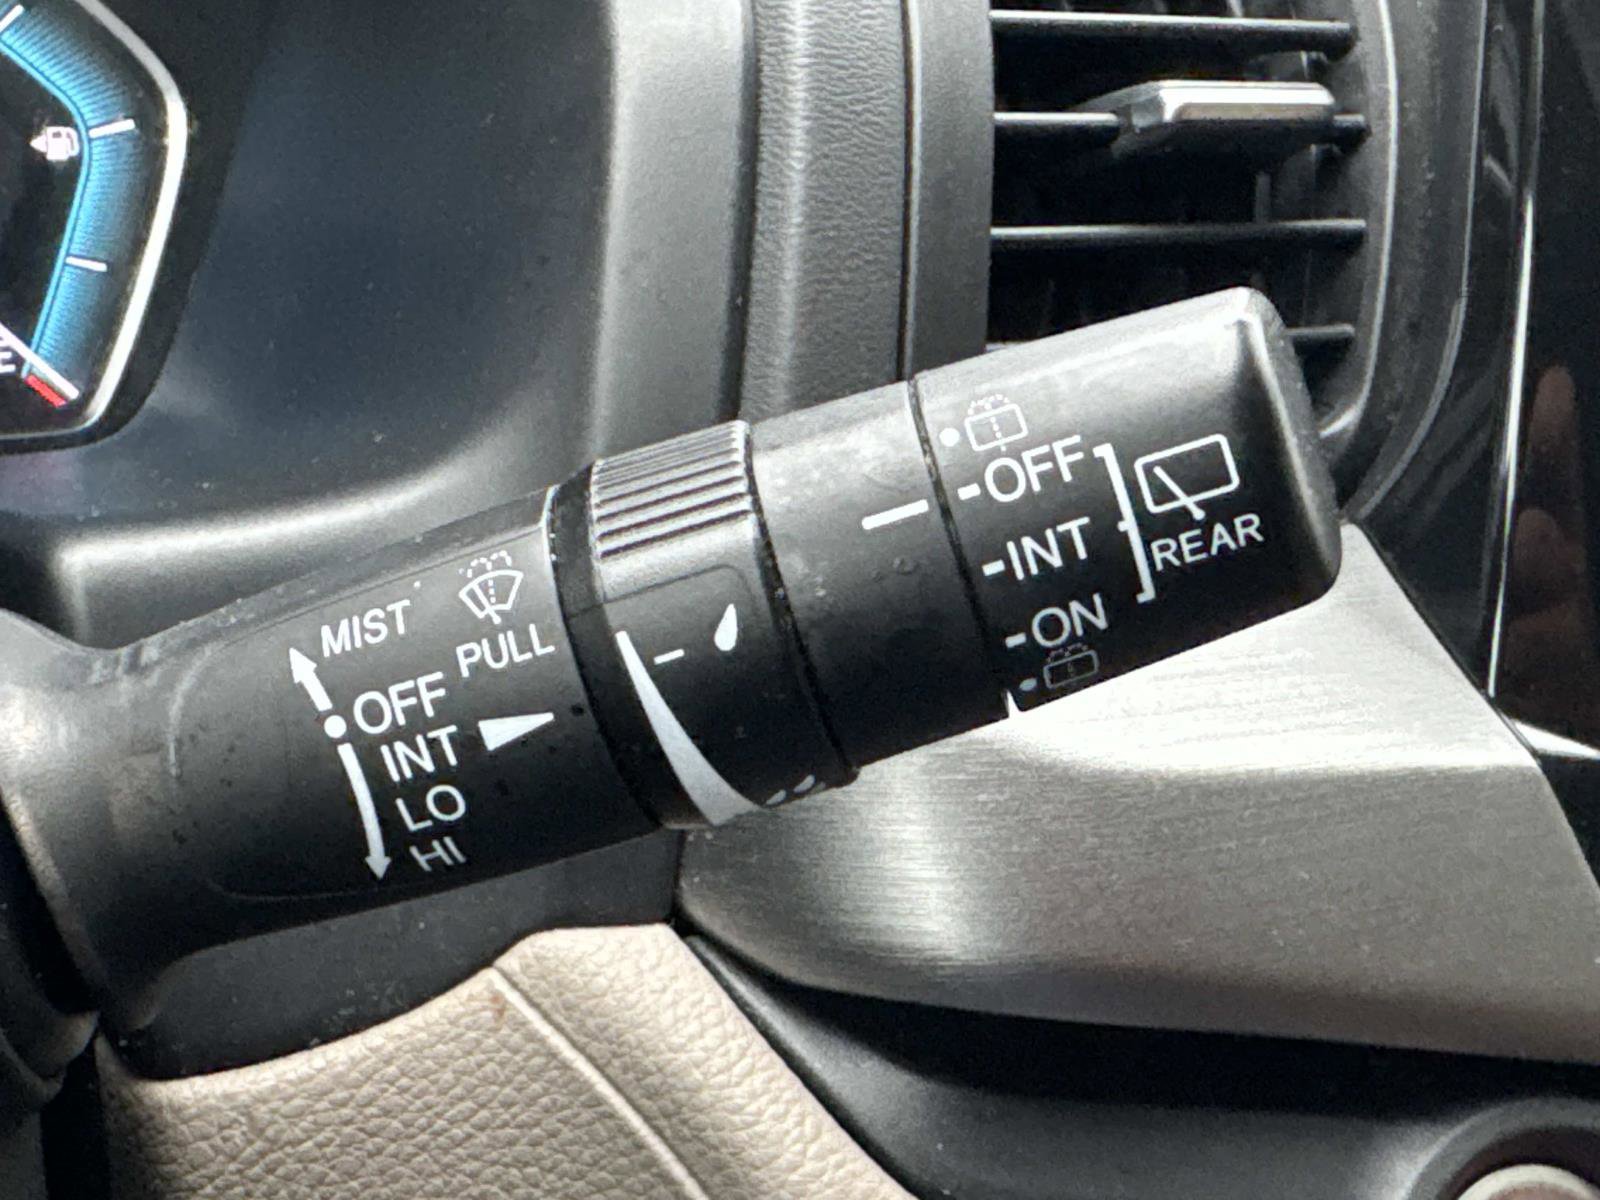 MIST
PULL
OFF
INT
LO
HI
-OFF
-INT
-ON
REAR
E